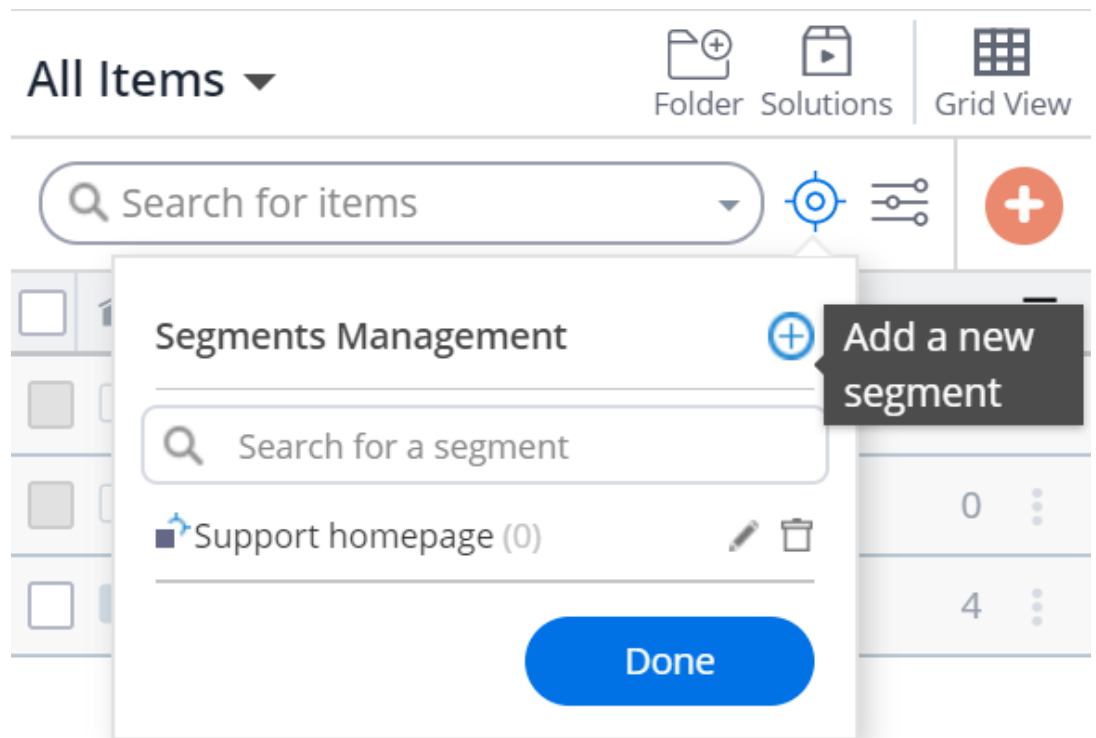 All Items
Folder Solutions Grid View
Search for items
Segments Management
Add a new
segment
Search for a segment
Support homepage (0)
0
4
Done